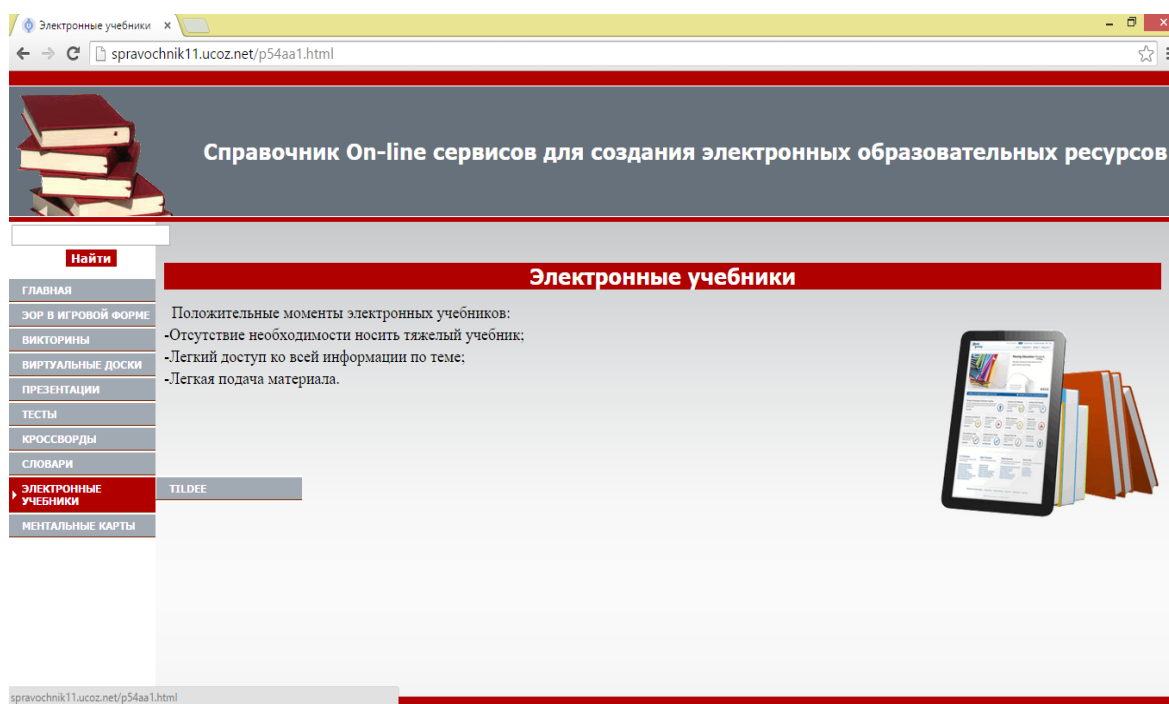 Электронные учебники
spravochnik11.ucoz.net/p54aa1.html
Справочник On-line сервисов для создания электронных образовательных ресурсов
Найти
ГЛАВНАЯ
ЭОР В ИГРОВОЙ ФОРМЕ
ВИКТОРИНЫ
ВИРТУАЛЬНЫЕ ДОСКИ
ПРЕЗЕНТАЦИИ
ТЕСТЫ
КРОССВОРДЫ
СЛОВАРИ
ЭЛЕКТРОННЫЕ
УЧЕБНИКИ
TILDEE
МЕНТАЛЬНЫЕ КАРТЫ
Электронные учебники
Положительные моменты электронных учебников:
-Отсутствие необходимости носить тяжелый учебник;
-Легкий доступ ко всей информации по теме;
-Легкая подача материала.
spravochnik11.ucoz.net/p54aa1.html